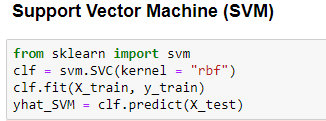 Support Vector Machine (SVM)
from sklearn import svm
clf = svm.SVC(kernel = "rbf")
clf.fit(X_train, y_train)
yhat_SVM = clf.predict(X_test)